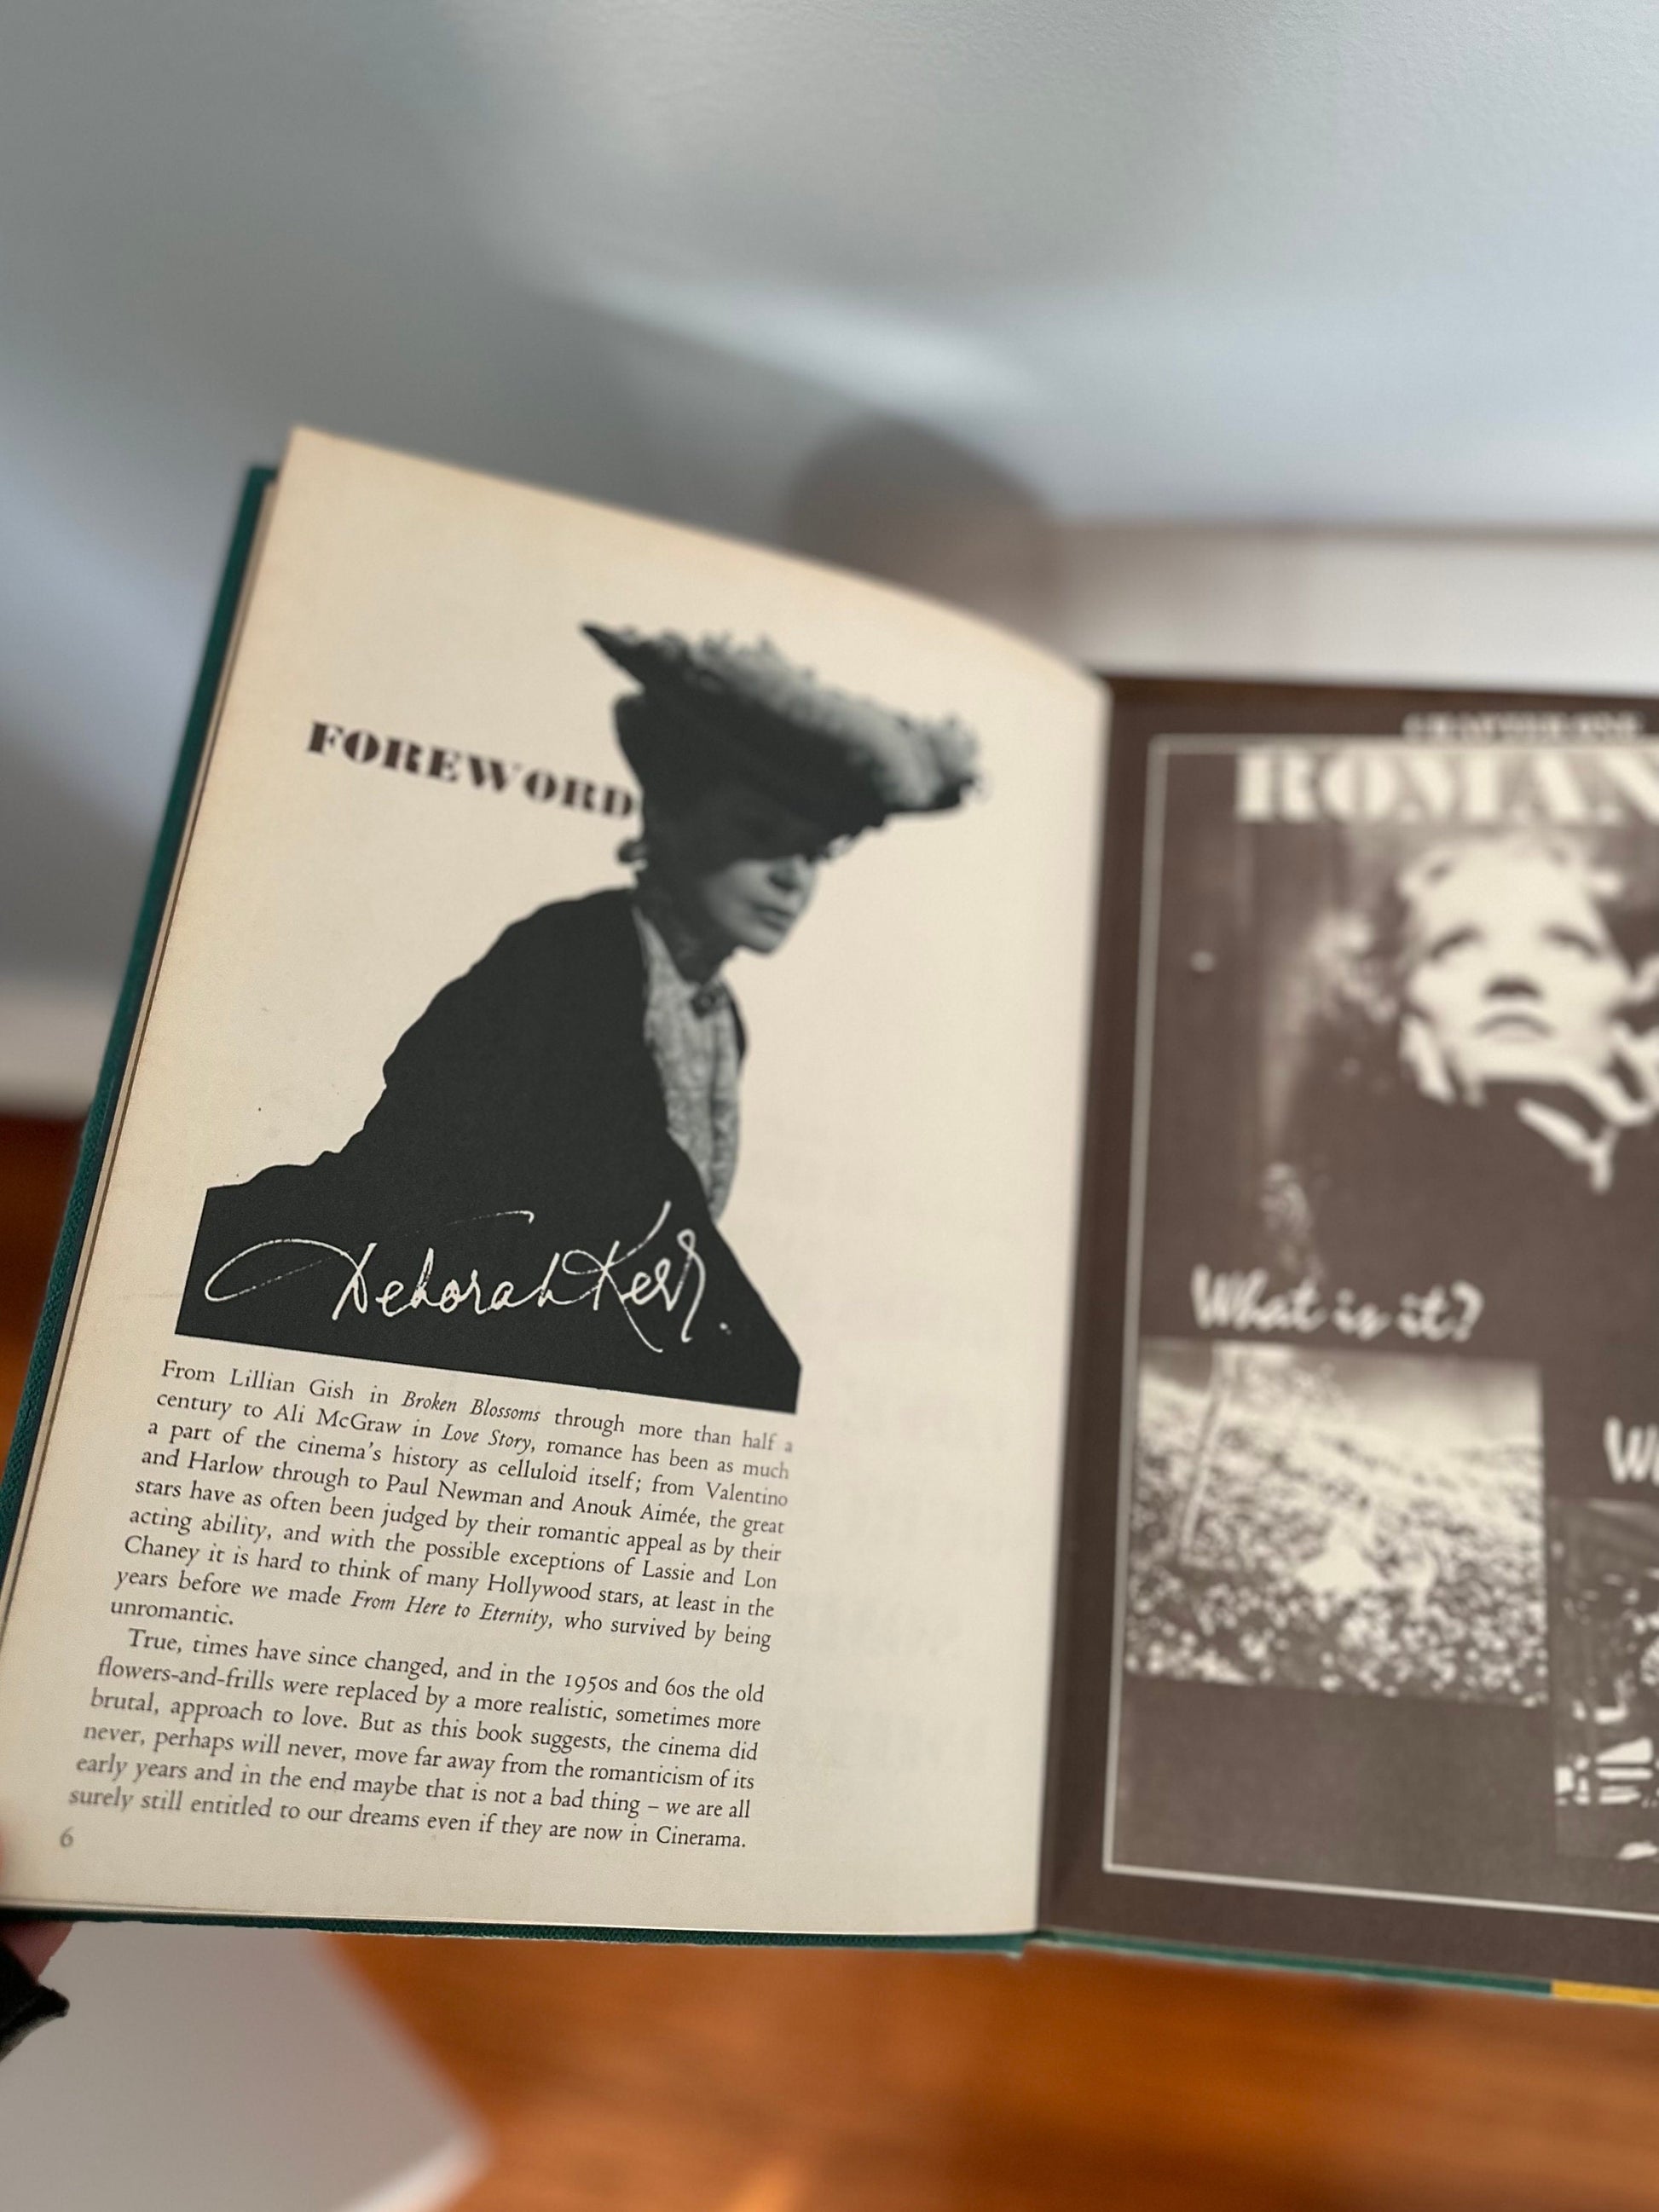 FOREWORD
Deborah Kerr.
From Lillian Gish in Broken Blossoms through more than half a
century to Ali McGraw in Love Story, romance has been as much
a part of the cinema's history as celluloid itself; from Valentino
and Harlow through to Paul Newman and Anouk Aimée, the great
stars have as often been judged by their romantic appeal as by their
acting ability, and with the possible exceptions of Lassie and Lon
Chaney it is hard to think of many Hollywood stars, at least in the
years before we made From Here to Eternity, who survived by being
unromantic.
True, times have since changed, and in the 1950s and 60s the old
flowers-and-frills were replaced by a more realistic, sometimes more
brutal, approach to love. But as this book suggests, the cinema did
never, perhaps will never, move far away from the romanticism of its
early years and in the end maybe that is not a bad thing – we are all
surely still entitled to our dreams even if they are now in Cinerama.
6
CHAPTER ONE
ROMAN
What is it?